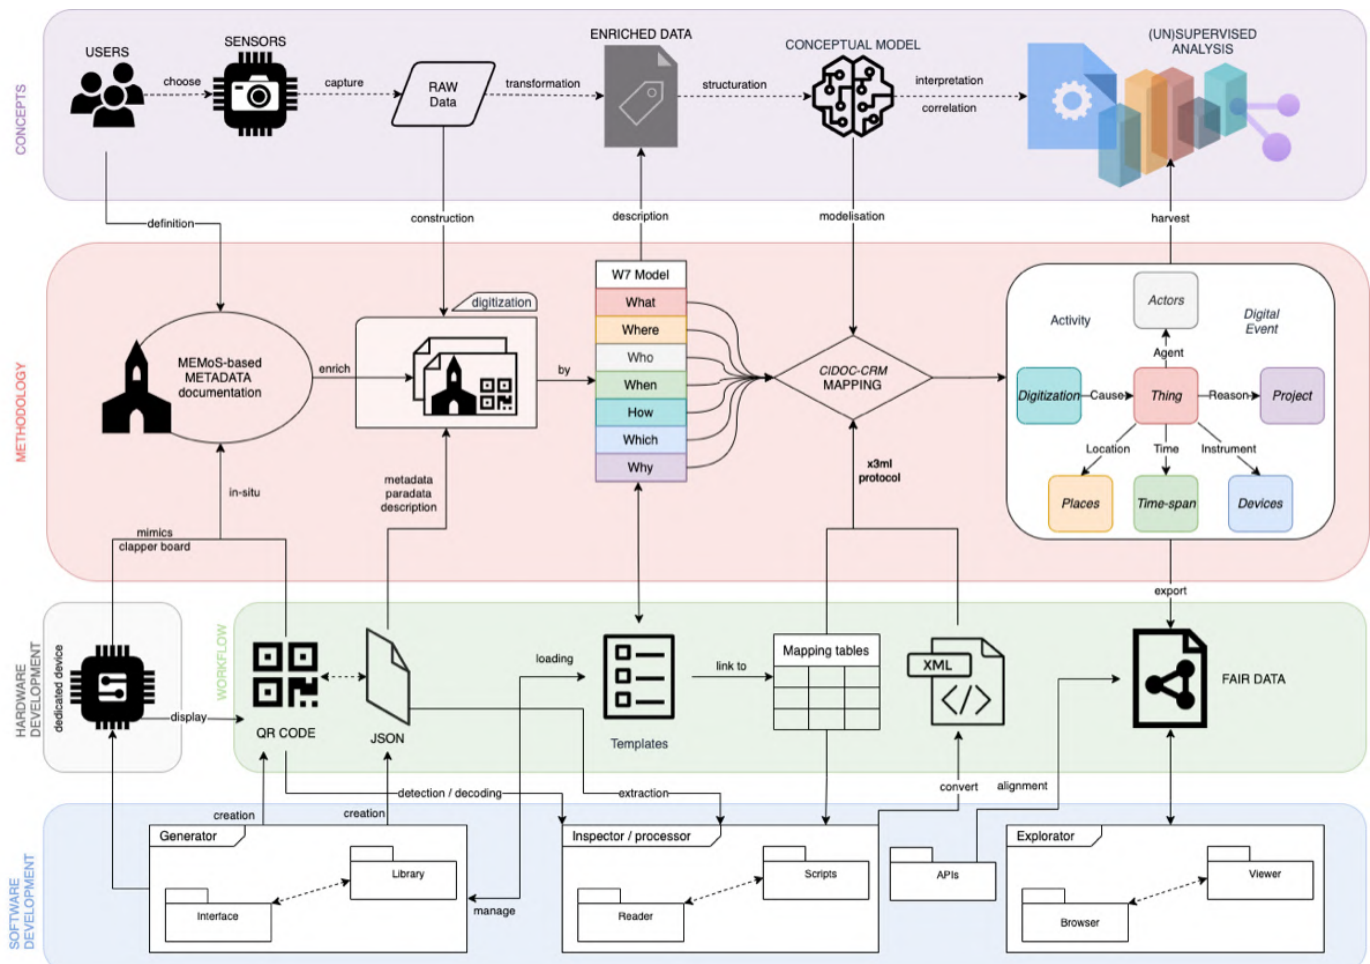 CONCEPTS
USERS
choose
SENSORS
capture
RAW
Data
transformation
ENRICHED DATA
structuration
CONCEPTUAL MODEL
interpretation
correlation
(UN)SUPERVISED
ANALYSIS
definition
construction
description
modelisation
harvest
METHODOLOGY
MEMoS-based
METADATA
documentation
enrich
digitization
by
W7 Model
What
Where
Who
When
How
Which
Why
CIDOC-CRM
MAPPING
Activity
Actors
Digital
Event
Agent
Digitization
Cause
Thing
Reason
Project
Location
Time
Instrument
Places
Time-span
Devices
in-situ
mimics
clapper board
metadata
paradata
description
x3ml
protocol
export
HARDWARE
DEVELOPMENT
dedicated device
display
WORKFLOW
QR CODE
JSON
loading
Templates
link to
Mapping tables
XML
</>
FAIR DATA
creation
detection / decoding
creation
extraction
convert
alignment
SOFTWARE
DEVELOPMENT
Generator
Library
Interface
manage
Inspector / processor
Scripts
Reader
APIs
Explorator
Viewer
Browser